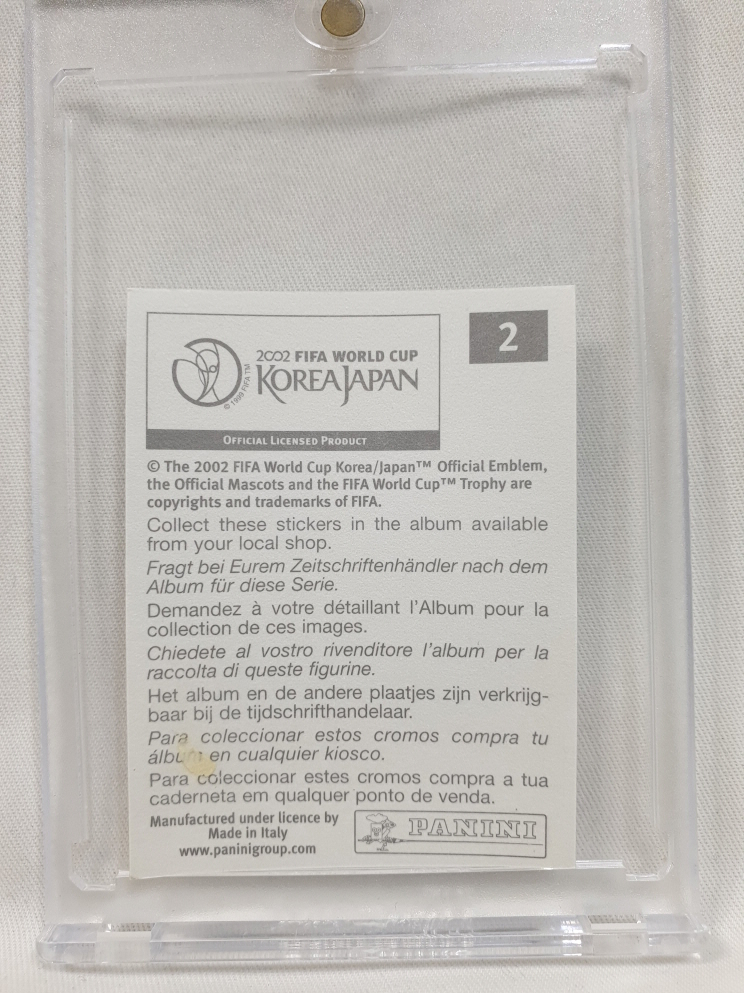 2
2002 FIFA WORLD CUP
KOREAJAPAN
© 1999 FIFA TM
OFFICIAL LICENSED PRODUCT
© The 2002 FIFA World Cup Korea/Japan™ Official Emblem,
the Official Mascots and the FIFA World Cup™ Trophy are
copyrights and trademarks of FIFA.
Collect these stickers in the album available
from your local shop.
Fragt bei Eurem Zeitschriftenhändler nach dem
Album für diese Serie.
Demandez à votre détaillant l'Album pour la
collection de ces images.
Chiedete al vostro rivenditore l'album per la
raccolta di queste figurine.
Het album en de andere plaatjes zijn verkrijg-
baar bij de tijdschrifthandelaar.
Para coleccionar estos cromos compra tu
álbum en cualquier kiosco.
Para coleccionar estes cromos compra a tua
caderneta em qualquer ponto de venda.
Manufactured under licence by
Made in Italy
www.paninigroup.com
PANINI